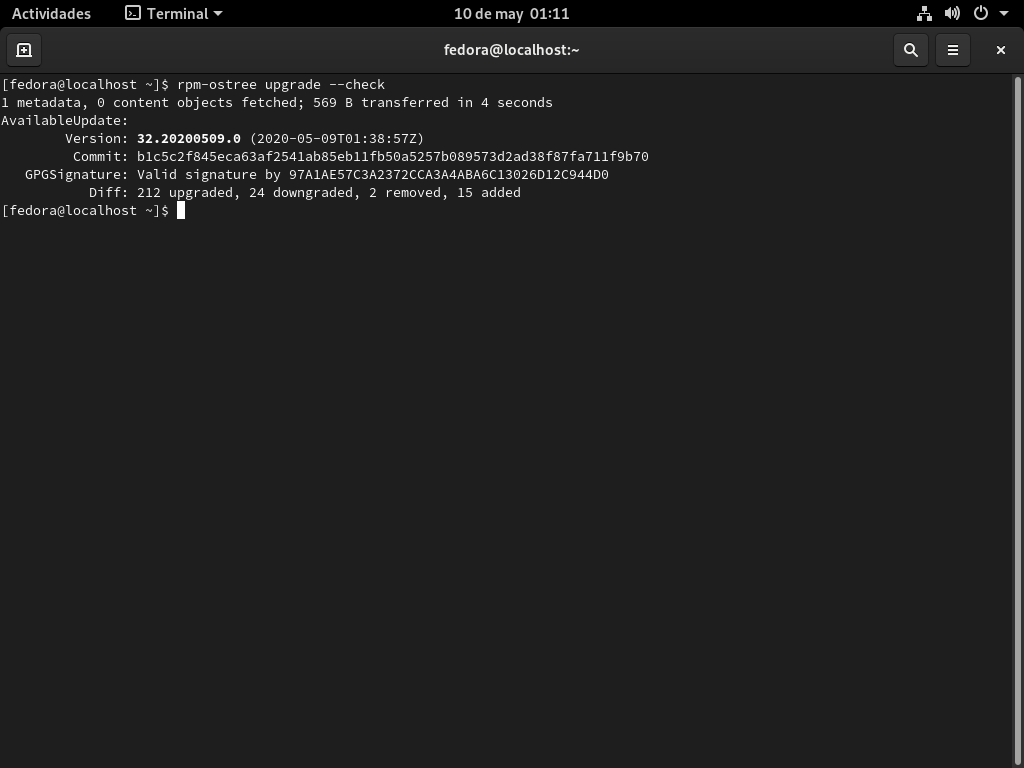 Actividades Terminal 10 de may 01:11
fedora@localhost:~
[fedora@localhost ~]$ rpm-ostree upgrade --check
1 metadata, 0 content objects fetched; 569 B transferred in 4 seconds
AvailableUpdate:
Version: 32.20200509.0 (2020-05-09T01:38:57Z)
Commit: b1c5c2f845eca63af2541ab85eb11fb50a5257b089573d2ad38f87fa711f9b70
GPGSignature: Valid signature by 97A1AE57C3A2372CCA3A4ABA6C13026D12C944D0
Diff: 212 upgraded, 24 downgraded, 2 removed, 15 added
[fedora@localhost ~]$